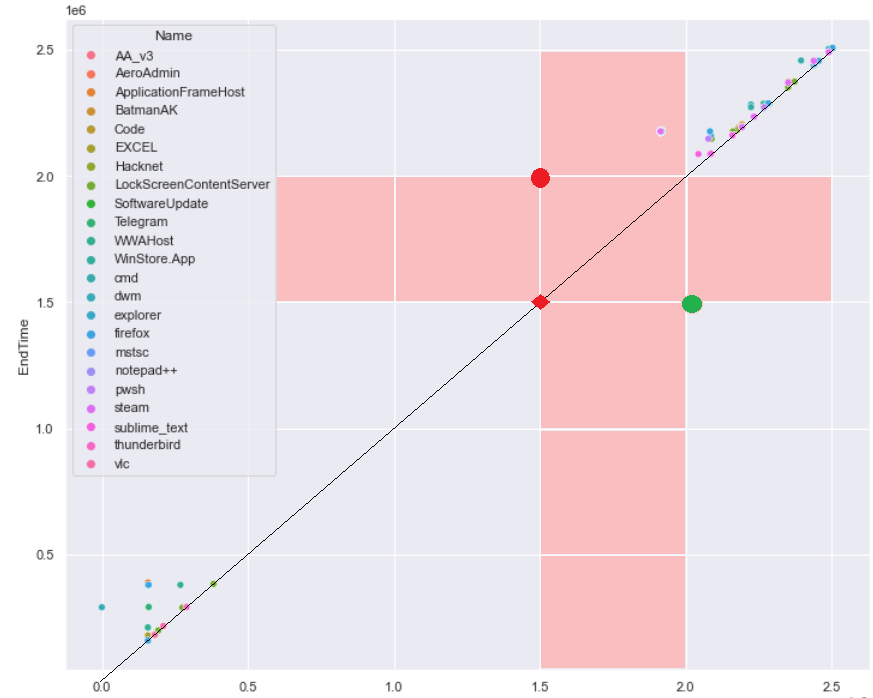 1e6
Name
AA_v3
AeroAdmin
ApplicationFrameHost
BatmanAK
Code
EXCEL
Hacknet
LockScreenContentServer
SoftwareUpdate
Telegram
WWAHost
WinStore.App
cmd
dwm
explorer
firefox
mstsc
notepad++
pwsh
steam
sublime_text
thunderbird
vlc
2.5
2.0
1.5
1.0
0.5
EndTime
0.0 0.5 1.0 1.5 2.0 2.5